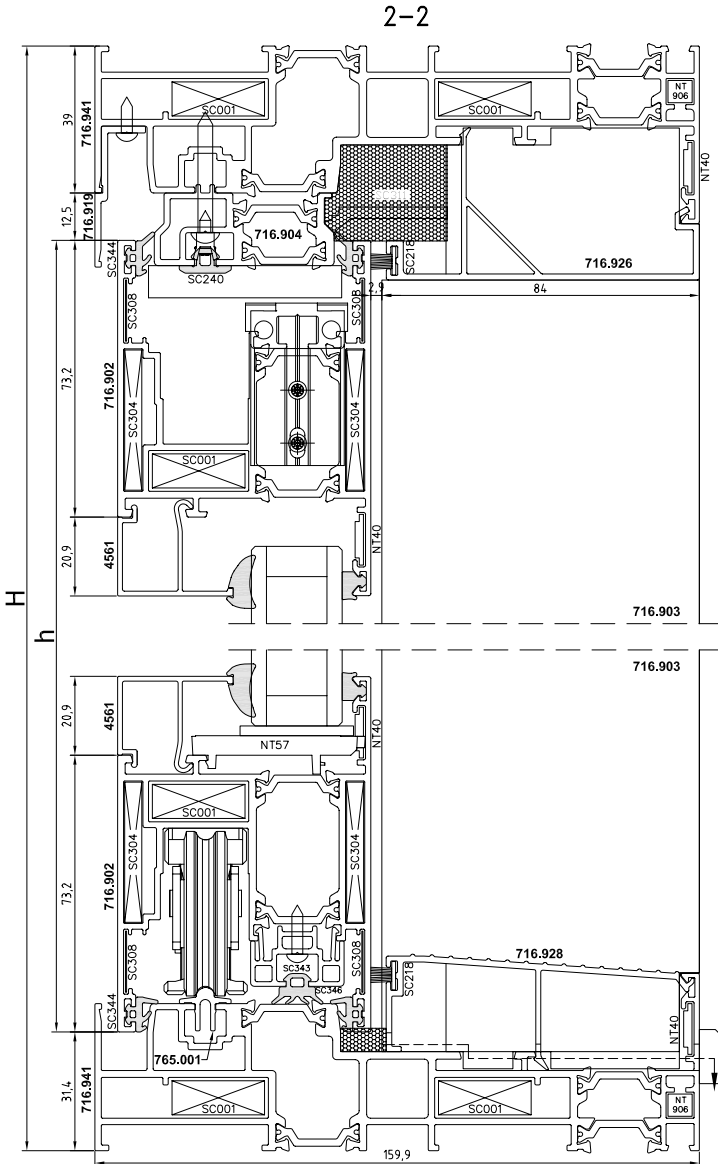 2-2
SC001
SC001
NT
906
39
716.941
NT40
12,5
716.919
716.904
SC344
SC240
SC218
716.926
2,9
84
SC308
SC308
73,2
716.902
SC304
SC304
SC001
20,9
4561
NT40
H
h
716.903
716.903
20,9
4561
NT57
NT40
SC001
SC304
SC304
73,2
716.902
716.928
SC308
SC343
SC308
SC346
SC218
SC344
NT40
765.001
31,4
716.941
SC001
SC001
NT
906
159,9